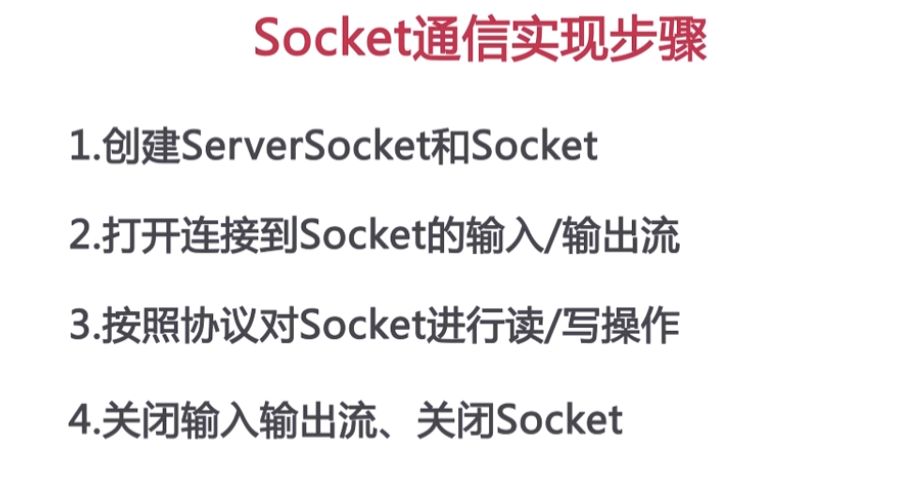 Socket通信实现步骤
1.创建ServerSocket和Socket
2.打开连接到Socket的输入/输出流
3.按照协议对Socket进行读/写操作
4.关闭输入输出流、关闭Socket